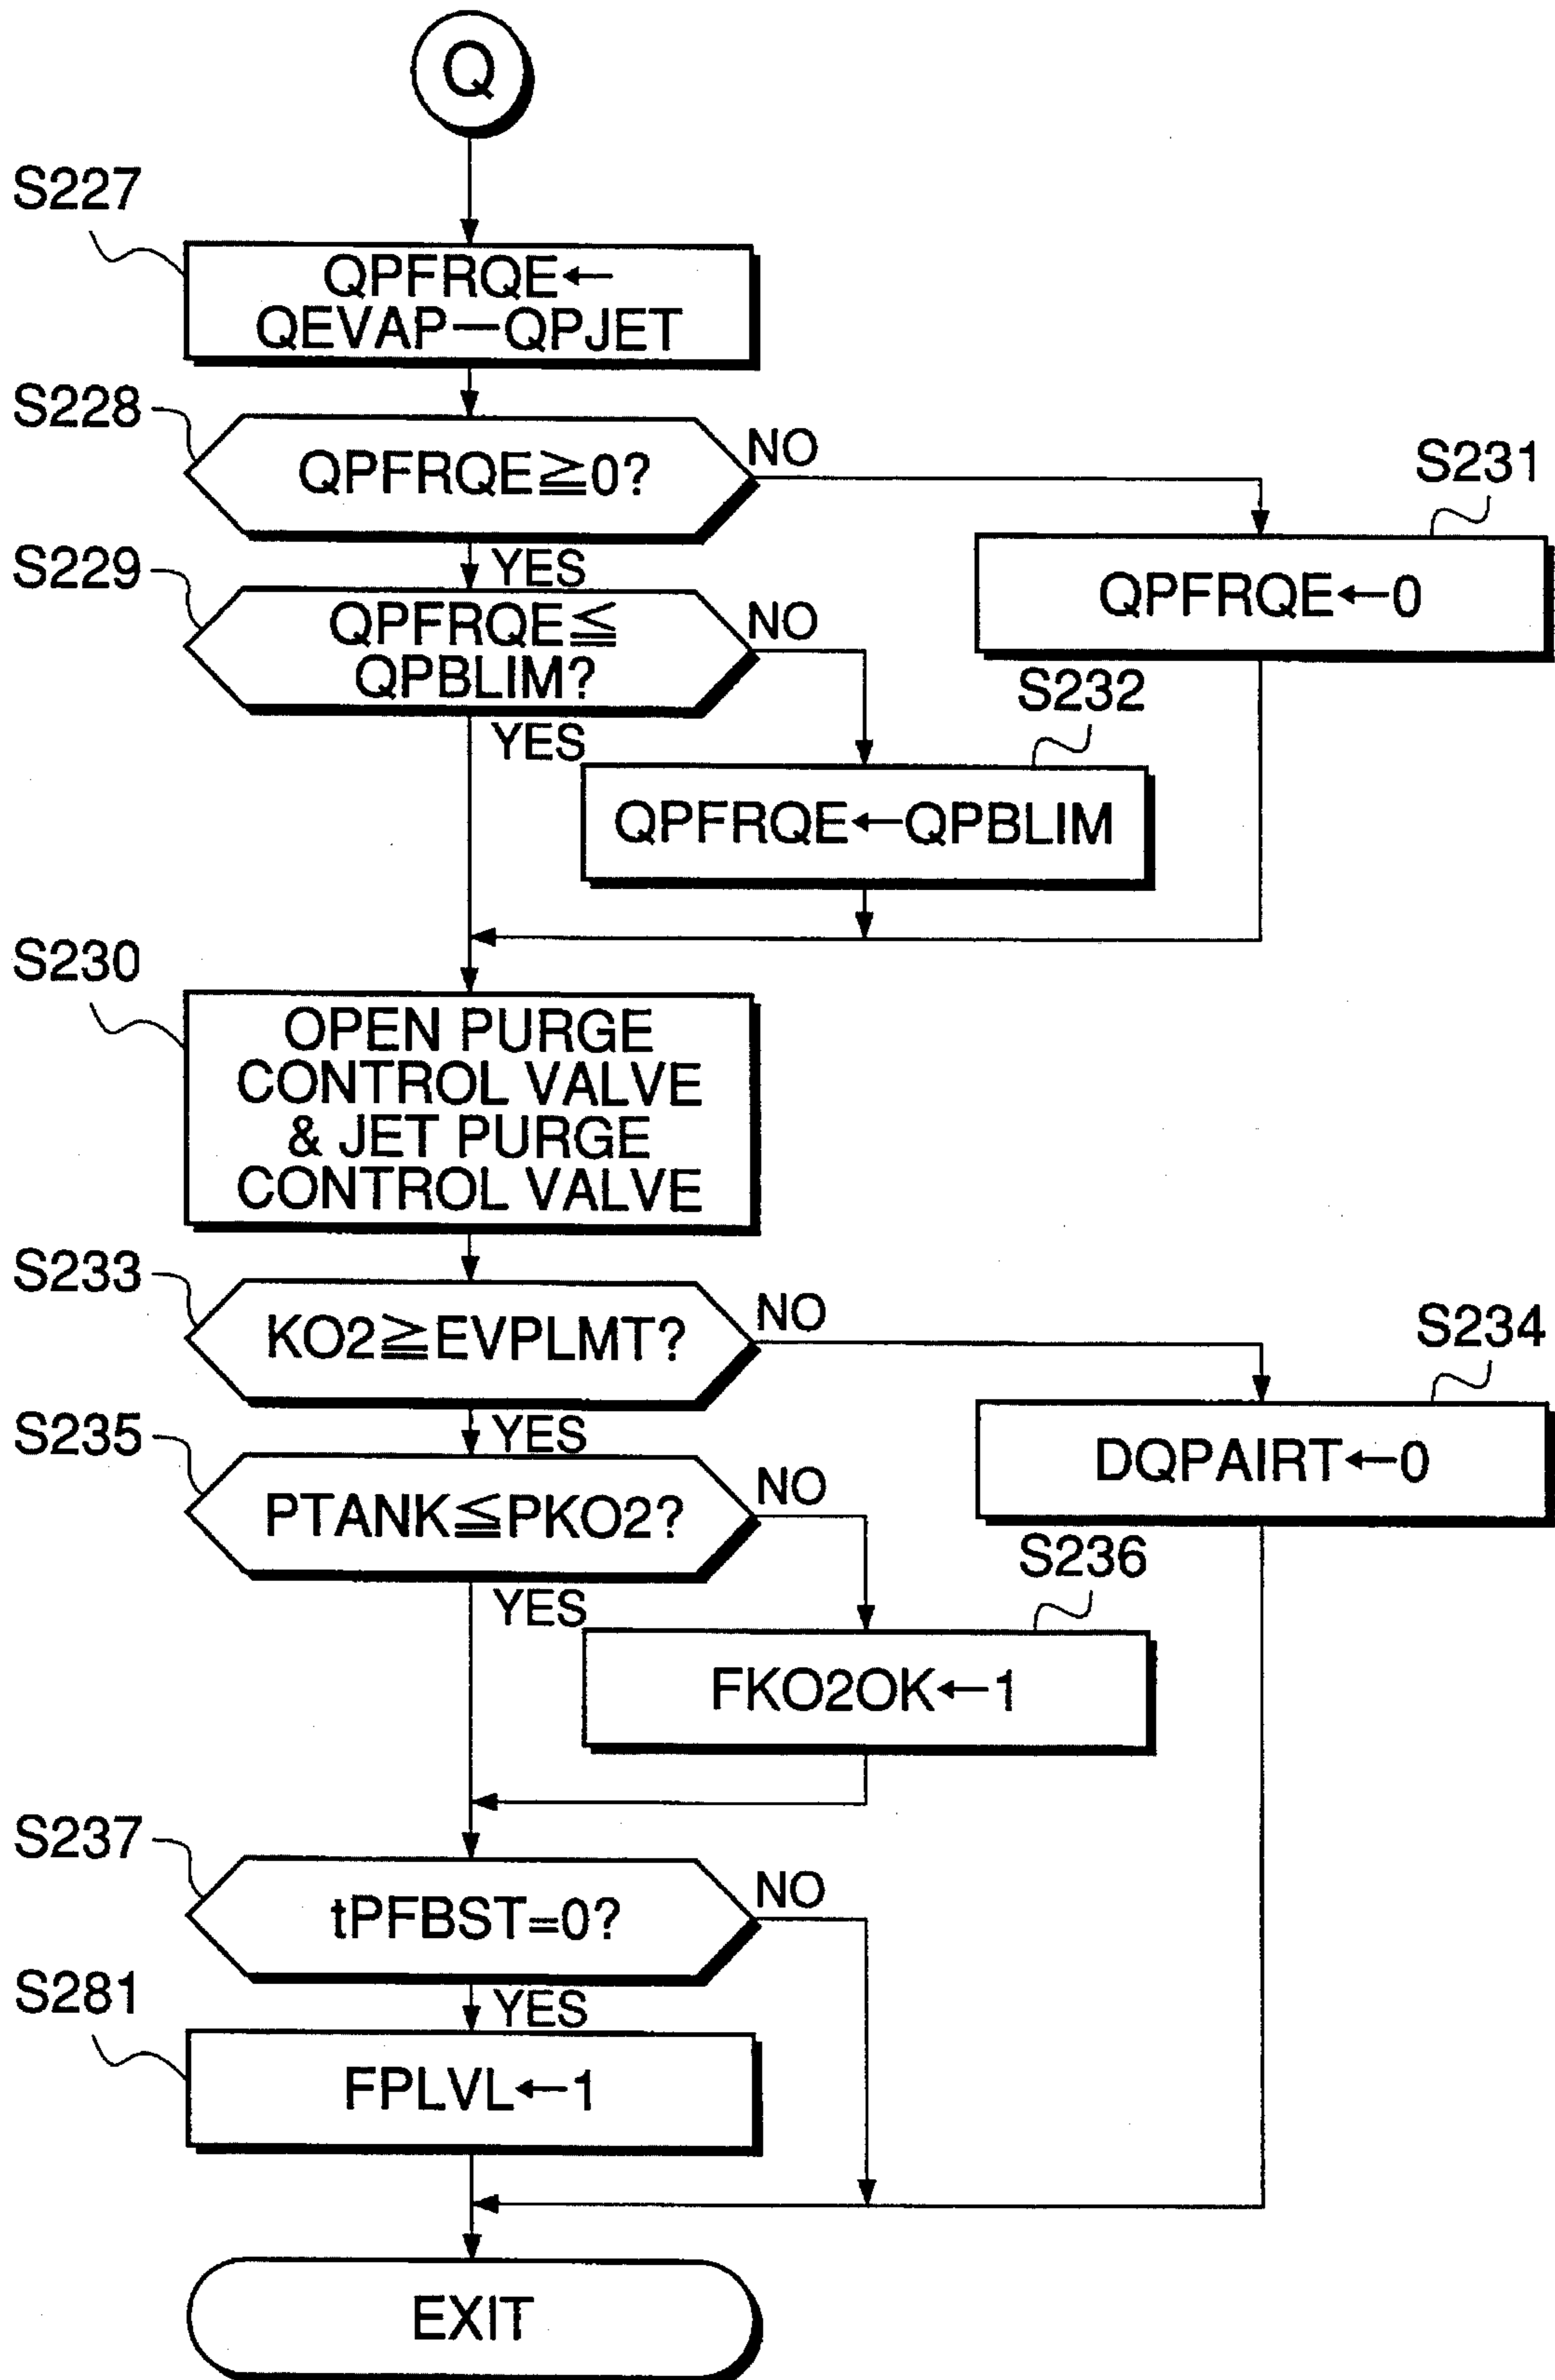 Q
S227
QPFRQE←
QEVAP—QPJET
S228
QPFRQE≧0?
NO
YES
S231
QPFRQE←0
S229
QPFRQE≦
QPBLIM?
NO
YES
S232
QPFRQE←QPBLIM
S230
OPEN PURGE
CONTROL VALVE
& JET PURGE
CONTROL VALVE
S233
KO2≧EVPLMT?
NO
YES
S234
DQPAIRT←0
S235
PTANK≦PKO2?
NO
YES
S236
FKO2OK←1
S237
tPFBST=0?
NO
YES
S281
FPLVL←1
EXIT